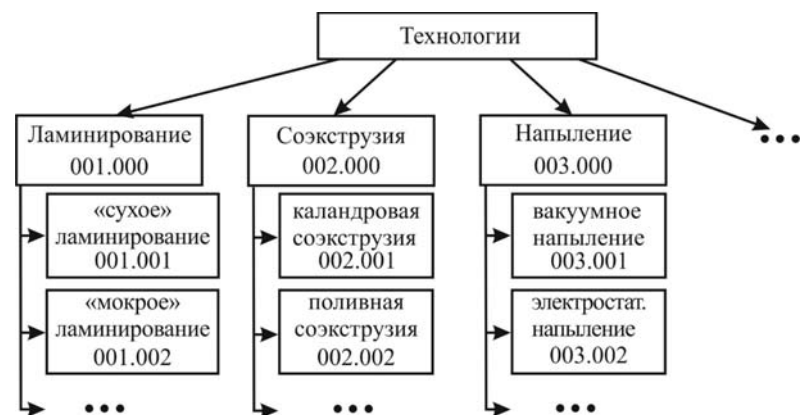 Технологии
Ламинирование
001.000
«сухое»
ламинирование
001.001
«мокрое»
ламинирование
001.002
•••
Соэкструзия
002.000
каландровая
соэкструзия
002.001
поливная
соэкструзия
002.002
•••
Напыление
003.000
вакуумное
напыление
003.001
электростат.
напыление
003.002
•••
•••